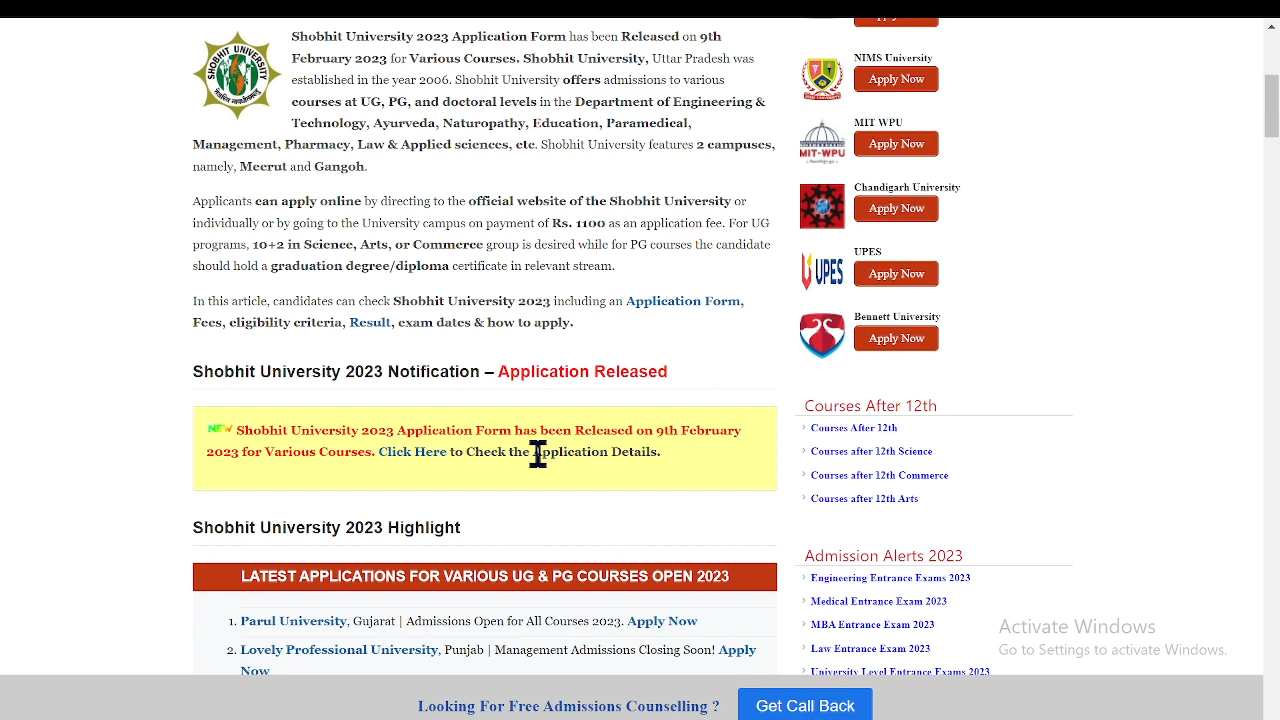 Shobhit University 2023 Application Form has been Released on 9th
February 2023 for Various Courses. Shobhit University, Uttar Pradesh was
established in the year 2006. Shobhit University offers admissions to various
courses at UG, PG, and doctoral levels in the Department of Engineering &
Technology, Ayurveda, Naturopathy, Education, Paramedical,
Management, Pharmacy, Law & Applied sciences, etc. Shobhit University features 2 campuses,
namely, Meerut and Gangoh.
Applicants can apply online by directing to the official website of the Shobhit University or
individually or by going to the University campus on payment of Rs. 1100 as an application fee. For UG
programs, 10+2 in Science, Arts, or Commerce group is desired while for PG courses the candidate
should hold a graduation degree/diploma certificate in relevant stream.
In this article, candidates can check Shobhit University 2023 including an Application Form,
Fees, eligibility criteria, Result, exam dates & how to apply.
Shobhit University 2023 Notification – Application Released
NEW Shobhit University 2023 Application Form has been Released on 9th February
2023 for Various Courses. Click Here to Check the Application Details.
Shobhit University 2023 Highlight
LATEST APPLICATIONS FOR VARIOUS UG & PG COURSES OPEN 2023
1. Parul University, Gujarat | Admissions Open for All Courses 2023. Apply Now
2. Lovely Professional University, Punjab | Management Admissions Closing Soon! Apply
Now
Apply Now
NIMS University
Apply Now
MIT WPU
MIT-WPU
Apply Now
Chandigarh University
Apply Now
UPES
UPES
Apply Now
Bennett University
Apply Now
Courses After 12th
Courses After 12th
Courses after 12th Science
Courses after 12th Commerce
Courses after 12th Arts
Admission Alerts 2023
Engineering Entrance Exams 2023
Medical Entrance Exam 2023
MBA Entrance Exam 2023
Law Entrance Exam 2023
University Level Entrance Exams 2023
Activate Windows
Go to Settings to activate Windows.
Looking For Free Admissions Counselling ?
Get Call Back
SHOBHIT UNIVERSITY